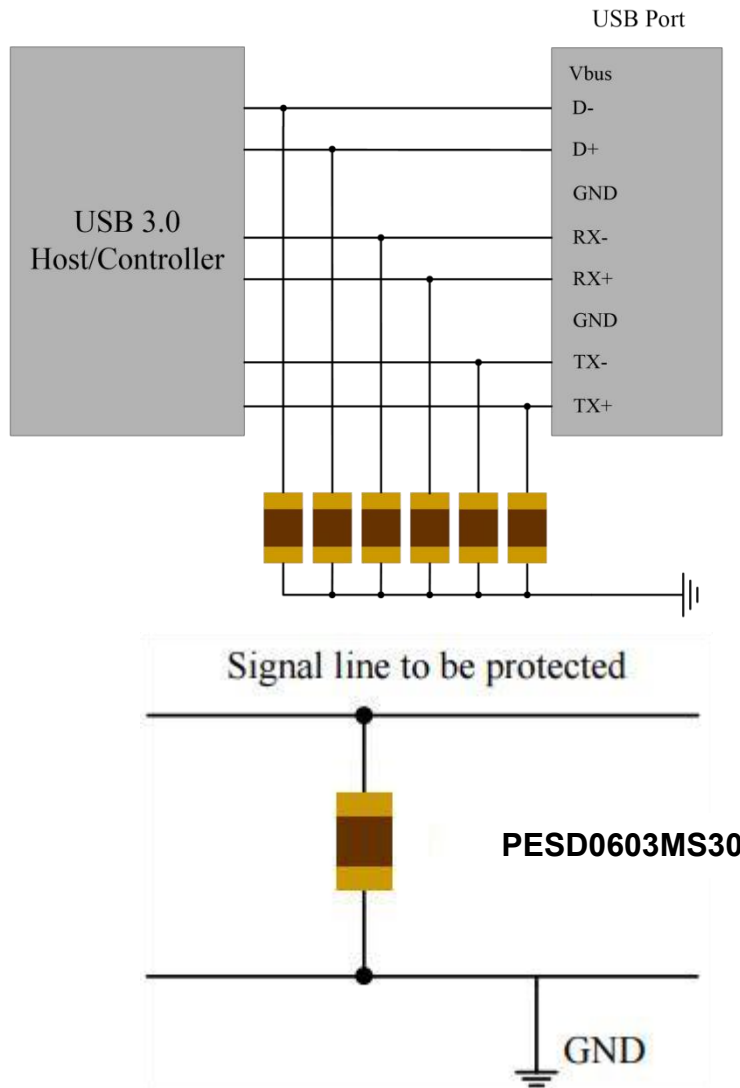 USB Port
USB 3.0
Host/Controller
Vbus
D-
D+
GND
RX-
RX+
GND
TX-
TX+
Signal line to be protected
PESD0603MS30
GND